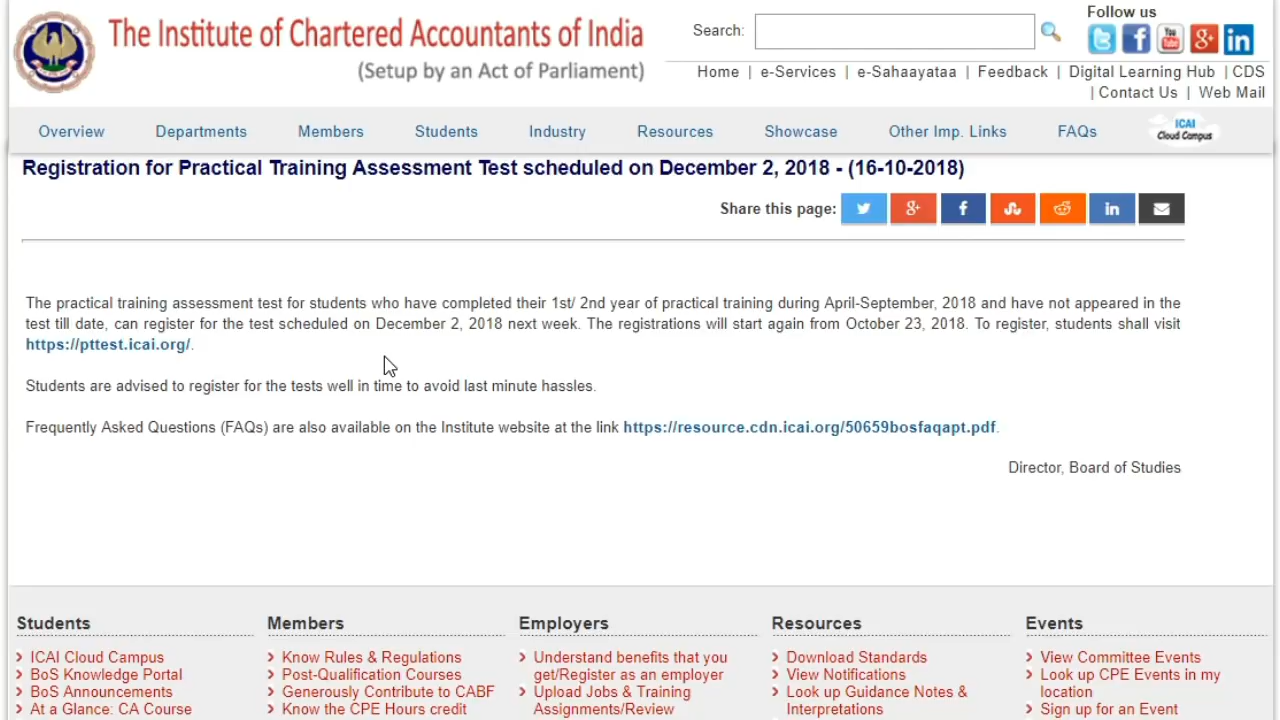 The Institute of Chartered Accountants of India
(Setup by an Act of Parliament)
Search:
Follow us
Home | e-Services | e-Sahaayataa | Feedback | Digital Learning Hub | CDS
| Contact Us | Web Mail
Overview Departments Members Students Industry Resources Showcase Other Imp. Links FAQs ICAI Cloud Campus
Registration for Practical Training Assessment Test scheduled on December 2, 2018 - (16-10-2018)
Share this page:
The practical training assessment test for students who have completed their 1st/ 2nd year of practical training during April-September, 2018 and have not appeared in the
test till date, can register for the test scheduled on December 2, 2018 next week. The registrations will start again from October 23, 2018. To register, students shall visit
https://pttest.icai.org/.
Students are advised to register for the tests well in time to avoid last minute hassles.
Frequently Asked Questions (FAQs) are also available on the Institute website at the link https://resource.cdn.icai.org/50659bosfaqapt.pdf.
Director, Board of Studies
Students
ICAI Cloud Campus
BoS Knowledge Portal
BoS Announcements
At a Glance: CA Course
Members
Know Rules & Regulations
Post-Qualification Courses
Generously Contribute to CABF
Know the CPE Hours credit
Employers
Understand benefits that you
get/Register as an employer
Upload Jobs & Training
Assignments/Review
Resources
Download Standards
View Notifications
Look up Guidance Notes &
Interpretations
Events
View Committee Events
Look up CPE Events in my
location
Sign up for an Event